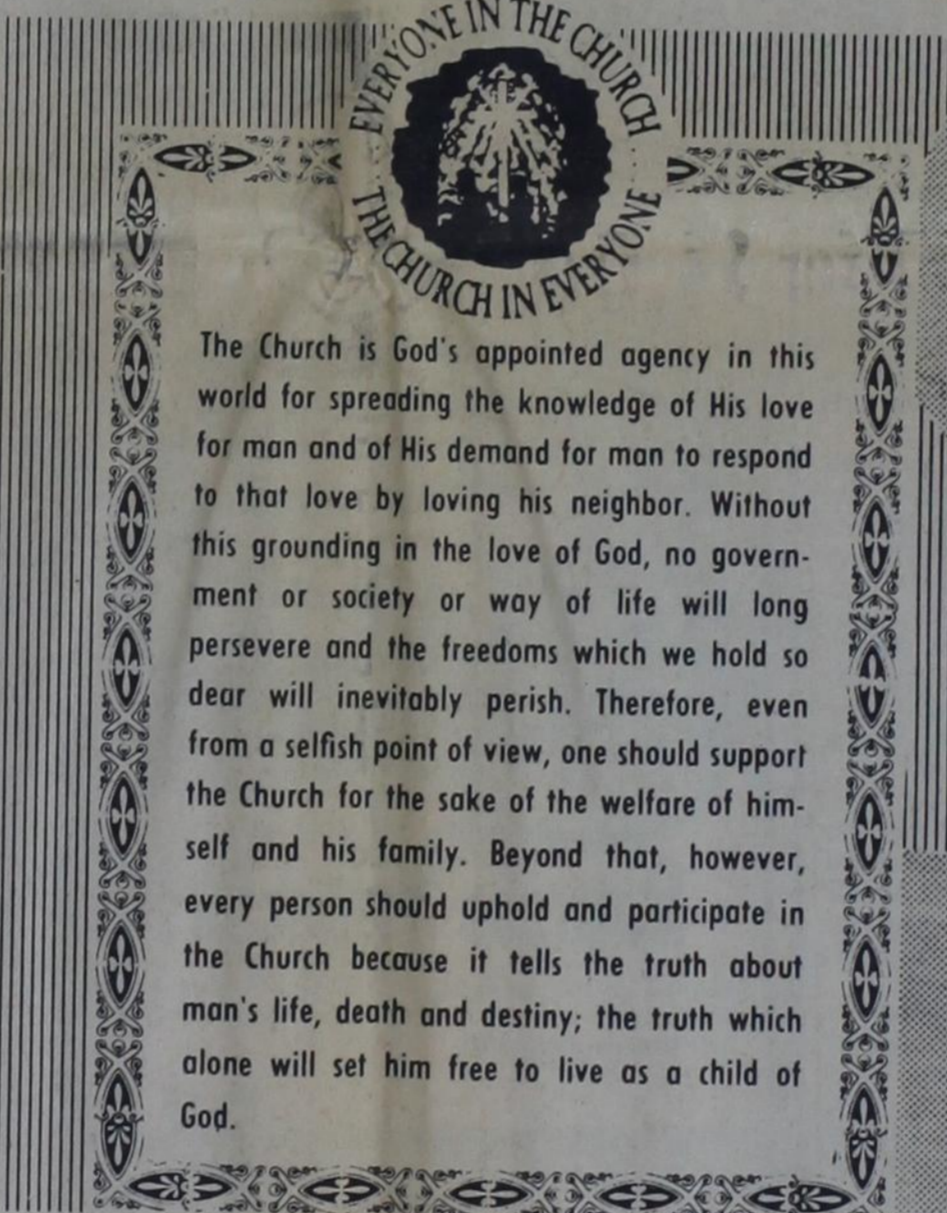 EVERYONE IN THE CHURCH
THE CHURCH IN EVERYONE
The Church is God's appointed agency in this
world for spreading the knowledge of His love
for man and of His demand for man to respond
to that love by loving his neighbor. Without
this grounding in the love of God, no govern-
ment or society or way of life will long
persevere and the freedoms which we hold so
dear will inevitably perish. Therefore, even
from a selfish point of view, one should support
the Church for the sake of the welfare of him-
self and his family. Beyond that, however,
every person should uphold and participate in
the Church because it tells the truth about
man's life, death and destiny; the truth which
alone will set him free to live as a child of
God.